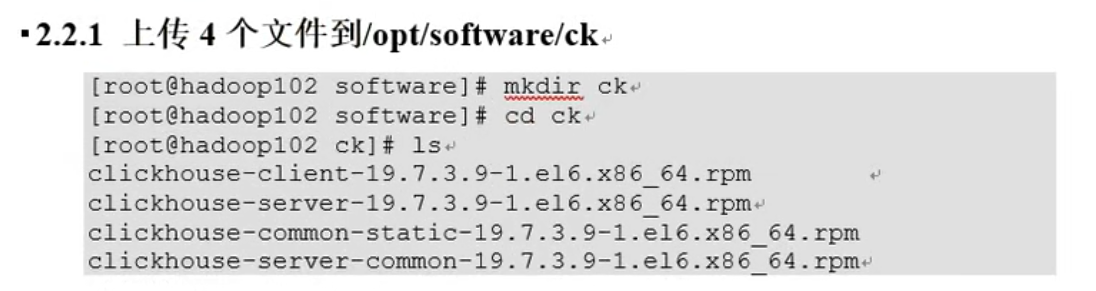 2.2.1 上传 4 个文件到/opt/software/ck
[root@hadoop102 software]# mkdir ck
[root@hadoop102 software]# cd ck
[root@hadoop102 ck]# ls
clickhouse-client-19.7.3.9-1.el6.x86_64.rpm
clickhouse-server-19.7.3.9-1.el6.x86_64.rpm
clickhouse-common-static-19.7.3.9-1.el6.x86_64.rpm
clickhouse-server-common-19.7.3.9-1.el6.x86_64.rpm